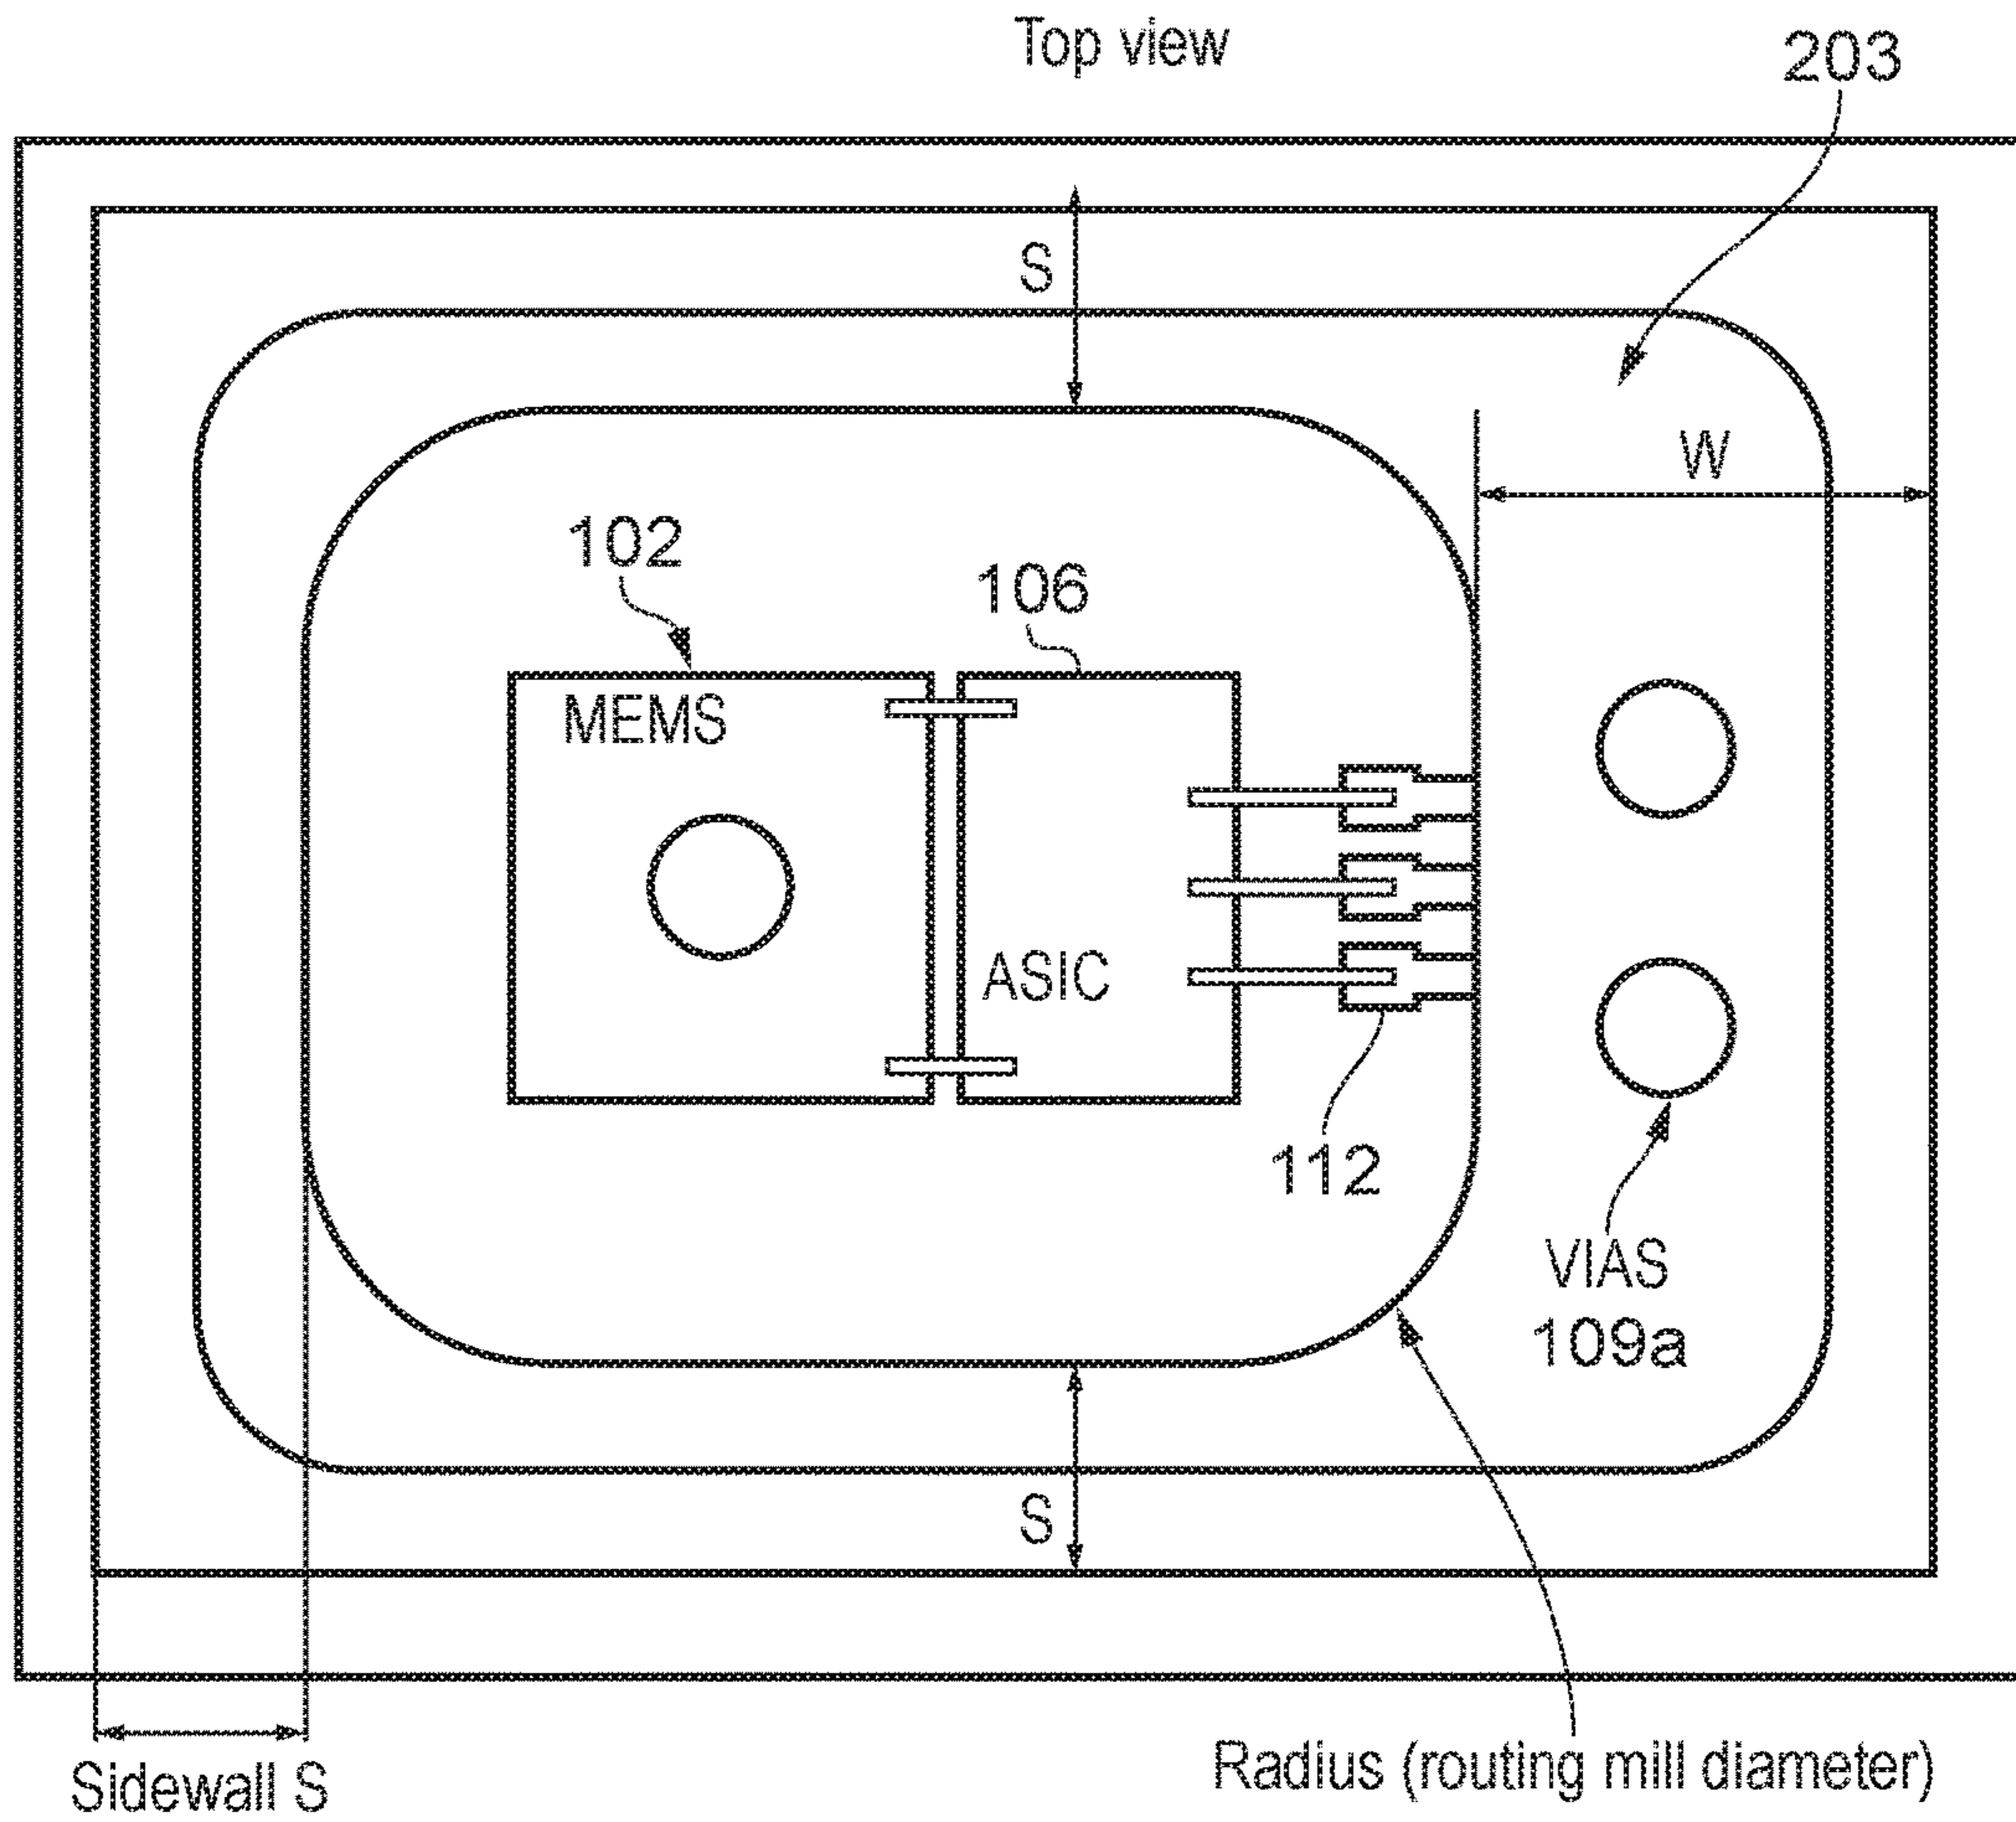 Top view
203
S
W
102
106
MEMS
ASIC
112
VIAS
109a
S
Sidewall S
Radius (routing mill diameter)